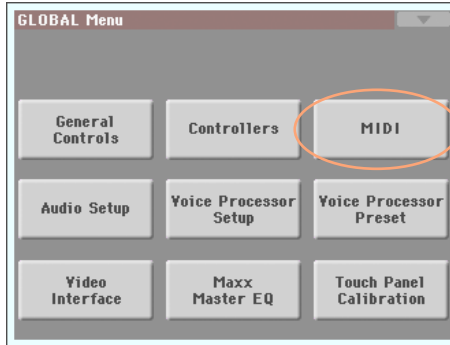 GLOBAL Menu
General
Controls
Controllers
MIDI
Audio Setup
Voice Processor
Setup
Voice Processor
Preset
Video
Interface
Maxx
Master EQ
Touch Panel
Calibration